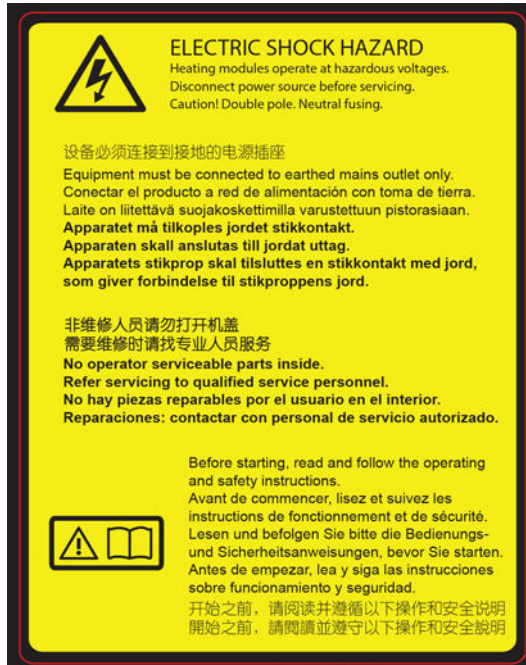 ELECTRIC SHOCK HAZARD
Heating modules operate at hazardous voltages.
Disconnect power source before servicing.
Caution! Double pole. Neutral fusing.
设备必须连接到接地的电源插座
Equipment must be connected to earthed mains outlet only.
Conectar el producto a red de alimentación con toma de tierra.
Laite on liitettävä suojakoskettimilla varustettuun pistorasiaan.
Apparatet må tilkoples jordet stikkontakt.
Apparaten skall anslutas till jordat uttag.
Apparatets stikprop skal tilsluttes en stikkontakt med jord,
som giver forbindelse til stikproppens jord.
非维修人员请勿打开机盖
需要维修时请找专业人员服务
No operator serviceable parts inside.
Refer servicing to qualified service personnel.
No hay piezas reparables por el usuario en el interior.
Reparaciones: contactar con personal de servicio autorizado.
Before starting, read and follow the operating
and safety instructions.
Avant de commencer, lisez et suivez les
instructions de fonctionnement et de sécurité.
Lesen und befolgen Sie bitte die Bedienungs-
und Sicherheitsanweisungen, bevor Sie starten.
Antes de empezar, lea y siga las instrucciones
sobre funcionamiento y seguridad.
开始之前，请阅读并遵循以下操作和安全说明
開始之前，請閱讀並遵守以下操作和安全說明